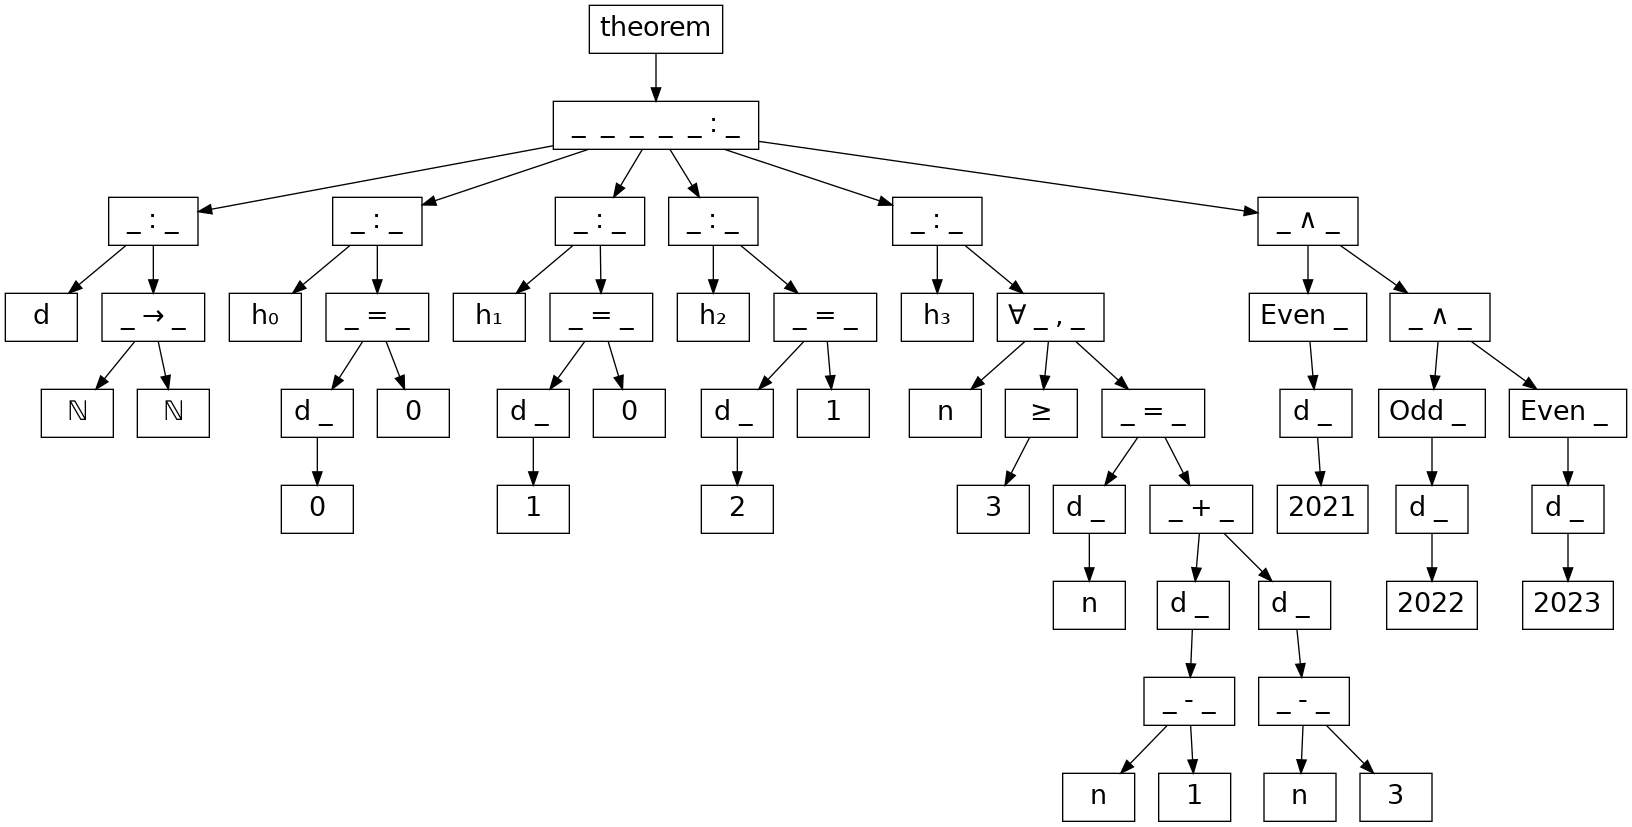 theorem
_ _ _ _ _ : _
_ : _ _ : _ _ : _ _ : _ _ : _ _ ∧ _
d _ → _ h₀ _ = _ h₁ _ = _ h₂ _ = _ h₃ ∀ _ , _ Even _ _ ∧ _
ℕ ℕ d _ 0 d _ 0 d _ 1 n ≥ _ = _ d _ Odd _ Even _
0 1 2 3 d _ _ + _ 2021 d _ d _
n d _ d _ 2022 2023
_ - _ _ - _
n 1 n 3